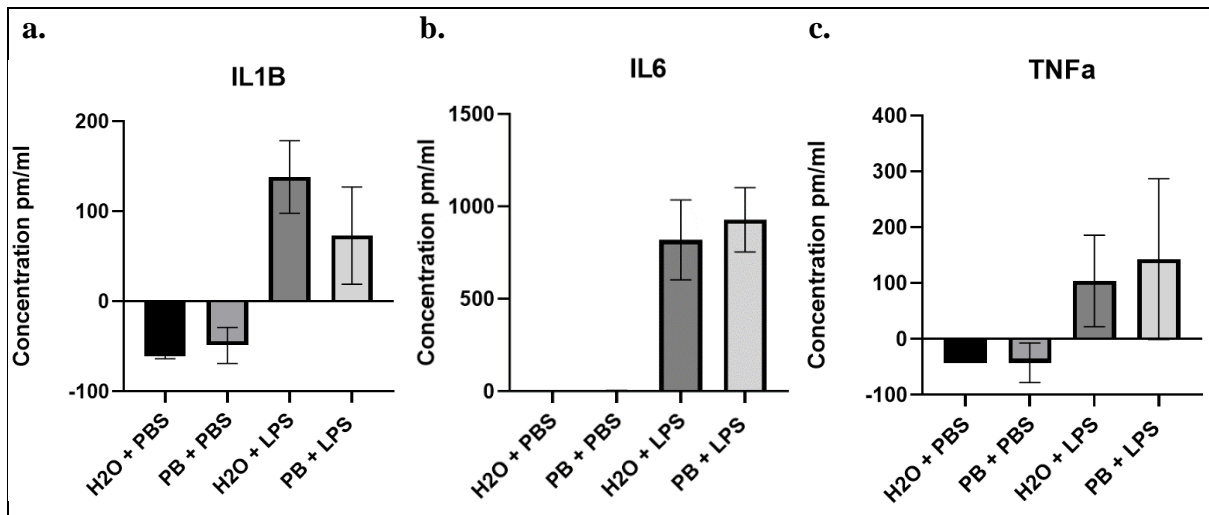 a.
IL1B
Concentration pm/ml
200
100
0
-100
H2O + PBS
PB + PBS
H2O + LPS
PB + LPS
b.
IL6
Concentration pm/ml
1500
1000
500
0
H2O + PBS
PB + PBS
H2O + LPS
PB + LPS
c.
TNFa
Concentration pm/ml
400
300
200
100
0
-100
H2O + PBS
PB + PBS
H2O + LPS
PB + LPS